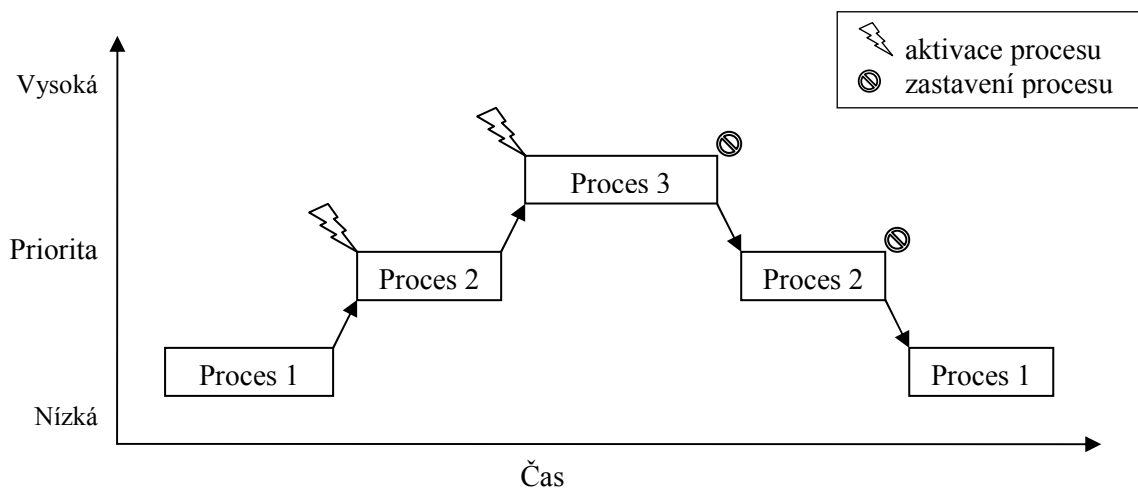 aktivace procesu
zastavení procesu
Vysoká
Proces 3
Priorita
Proces 2
Proces 2
Proces 1
Proces 1
Nízká
Čas